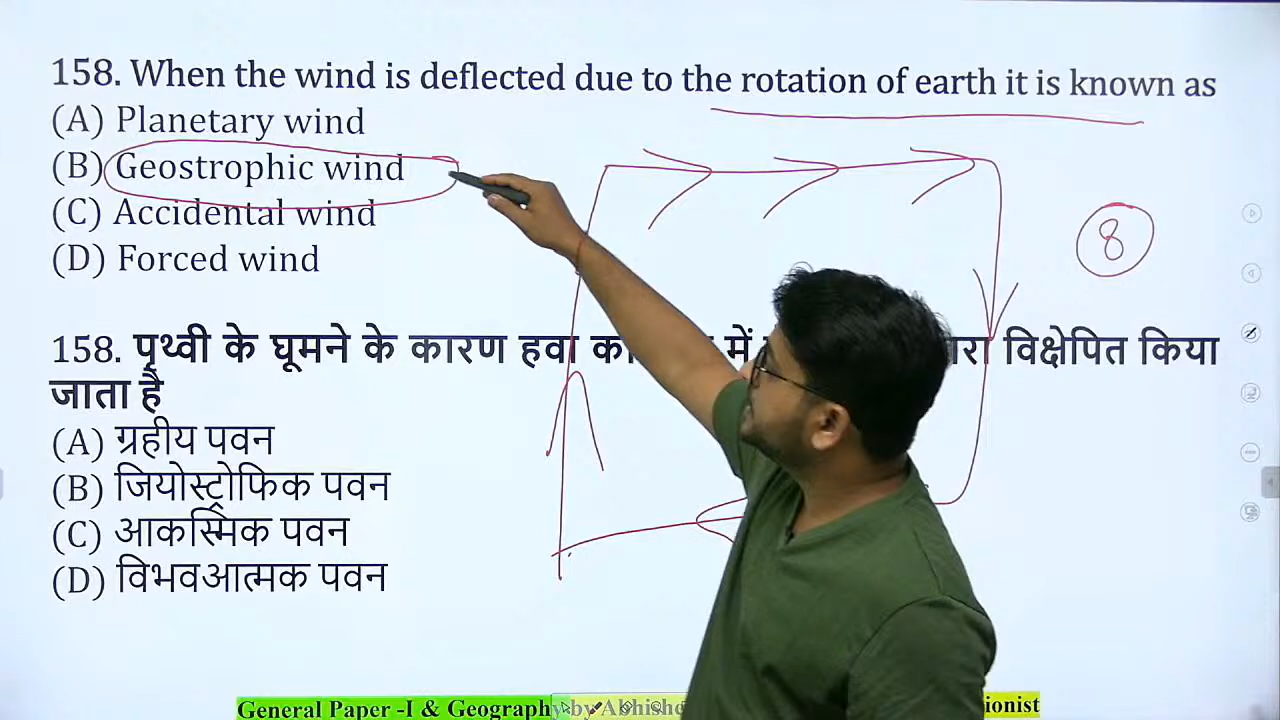 158. When the wind is deflected due to the rotation of earth it is known as
(A) Planetary wind
(B) Geostrophic wind
(C) Accidental wind
(D) Forced wind
8
158. पृथ्वी के घूमने के कारण हवा को में विक्षेपित किया
जाता है
(A) ग्रहीय पवन
(B) जियोस्ट्रोफिक पवन
(C) आकस्मिक पवन
(D) विभवआत्मक पवन
General Paper -I & Geography by